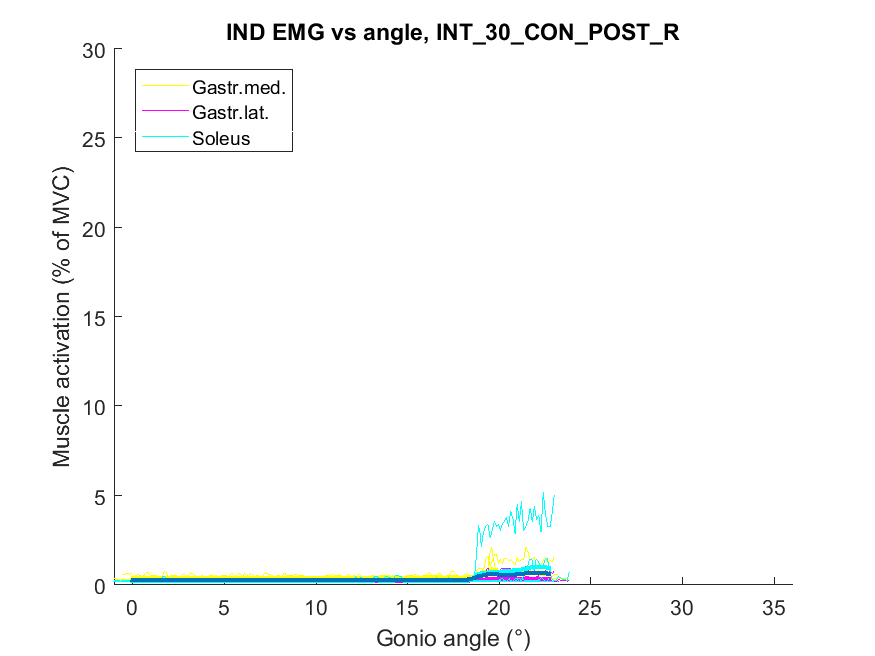 IND EMG vs angle, INT_30_CON_POST_R
30
25
20
15
10
5
0
Muscle activation (% of MVC)
Gastr.med.
Gastr.lat.
Soleus
0 5 10 15 20 25 30 35
Gonio angle (°)